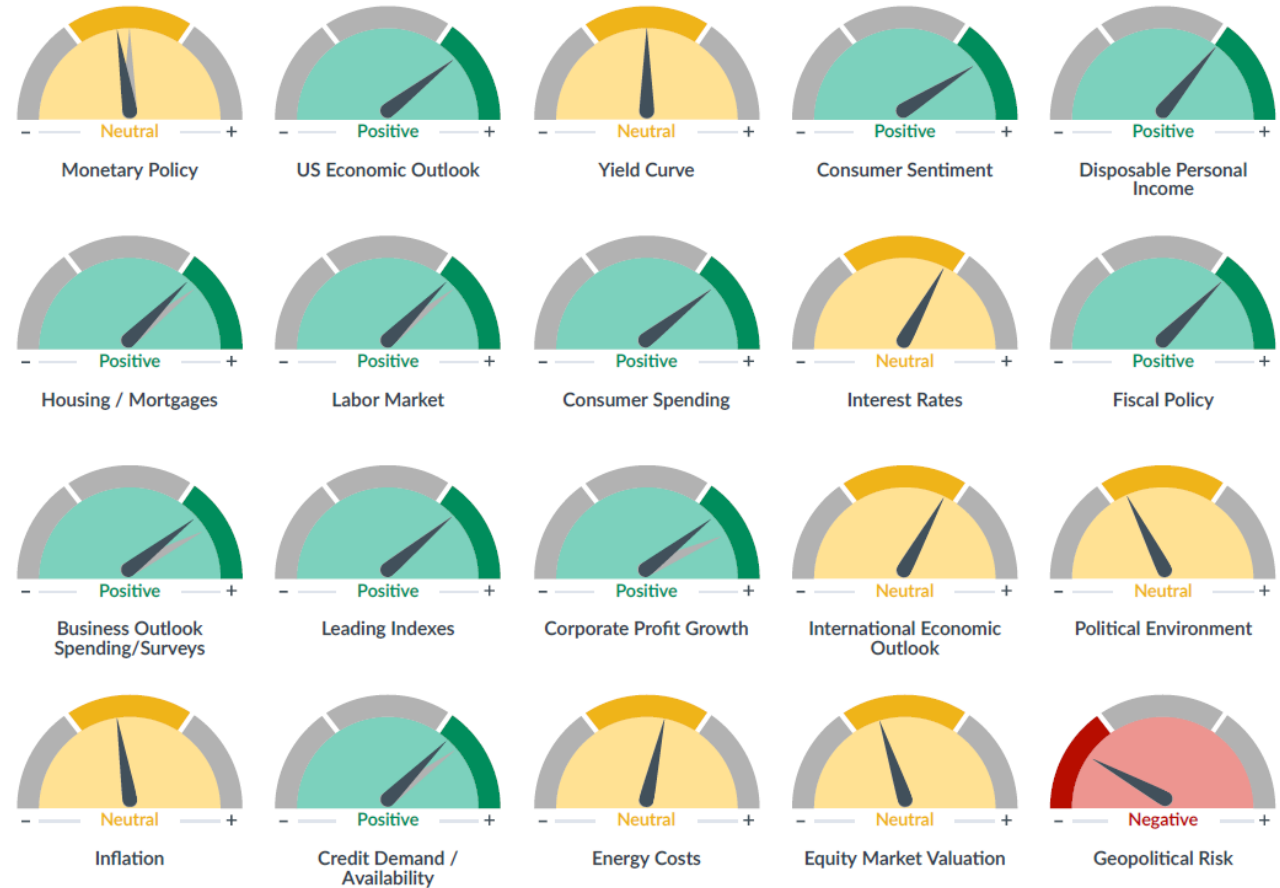 - Neutral +
Monetary Policy
- Positive +
US Economic Outlook
- Neutral +
Yield Curve
- Positive +
Consumer Sentiment
- Positive +
Disposable Personal
Income
- Positive +
Housing / Mortgages
- Positive +
Labor Market
- Positive +
Consumer Spending
- Neutral +
Interest Rates
- Positive +
Fiscal Policy
- Positive +
Business Outlook
Spending/Surveys
- Positive +
Leading Indexes
- Positive +
Corporate Profit Growth
- Neutral +
International Economic
Outlook
- Neutral +
Political Environment
- Neutral +
Inflation
- Positive +
Credit Demand /
Availability
- Neutral +
Energy Costs
- Neutral +
Equity Market Valuation
- Negative +
Geopolitical Risk